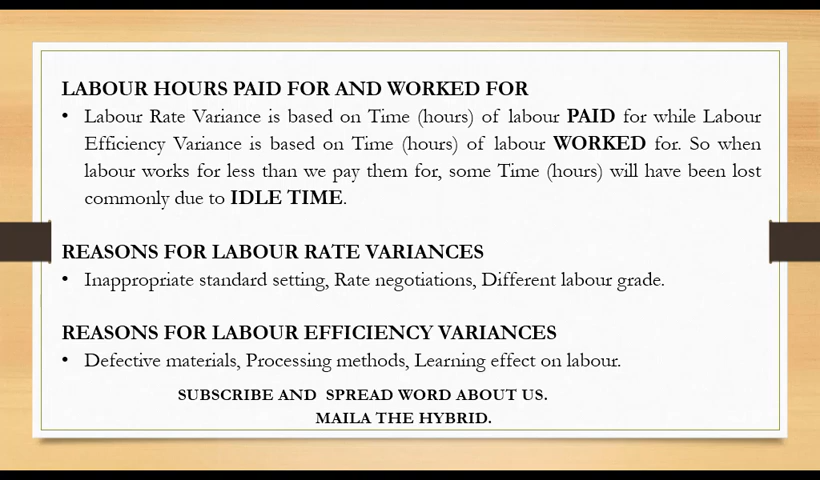 LABOUR HOURS PAID FOR AND WORKED FOR
• Labour Rate Variance is based on Time (hours) of labour PAID for while Labour
Efficiency Variance is based on Time (hours) of labour WORKED for. So when
labour works for less than we pay them for, some Time (hours) will have been lost
commonly due to IDLE TIME.
REASONS FOR LABOUR RATE VARIANCES
• Inappropriate standard setting, Rate negotiations, Different labour grade.
REASONS FOR LABOUR EFFICIENCY VARIANCES
• Defective materials, Processing methods, Learning effect on labour.
SUBSCRIBE AND SPREAD WORD ABOUT US.
MAILA THE HYBRID.